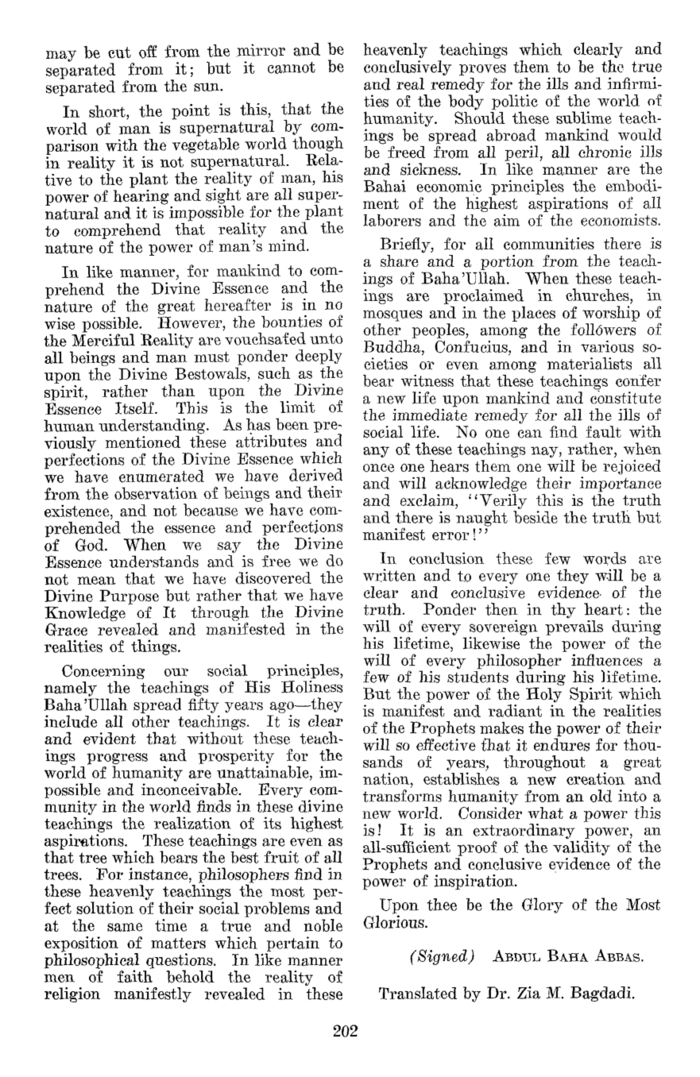 may be cut off from the mirror and be
separated from it; but it cannot be
separated from the sun.
In short, the point is this, that the
world of man is supernatural by com-
parison with the vegetable world though
in reality it is not supernatural. Rela-
tive to the plant the reality of man, his
power of hearing and sight are all super-
natural and it is impossible for the plant
to comprehend that reality and the
nature of the power of man's mind.
In like manner, for mankind to com-
prehend the Divine Essence and the
nature of the great hereafter is in no
wise possible. However, the bounties of
the Merciful Reality are vouchsafed unto
all beings and man must ponder deeply
upon the Divine Bestowals, such as the
spirit, rather than upon the Divine
Essence Itself. This is the limit of
human understanding. As has been pre-
viously mentioned these attributes and
perfections of the Divine Essence which
we have enumerated we have derived
from the observation of beings and their
existence, and not because we have com-
prehended the essence and perfections
of God. When we say the Divine
Essence understands and is free we do
not mean that we have discovered the
Divine Purpose but rather that we have
Knowledge of It through the Divine
Grace revealed and manifested in the
realities of things.
Concerning our social principles,
namely the teachings of His Holiness
Baha'Ullah spread fifty years ago—they
include all other teachings. It is clear
and evident that without these teach-
ings progress and prosperity for the
world of humanity are unattainable, im-
possible and inconceivable. Every com-
munity in the world finds in these divine
teachings the realization of its highest
aspirations. These teachings are even as
that tree which bears the best fruit of all
trees. For instance, philosophers find in
these heavenly teachings the most per-
fect solution of their social problems and
at the same time a true and noble
exposition of matters which pertain to
philosophical questions. In like manner
men of faith behold the reality of
religion manifestly revealed in these
heavenly teachings which clearly and
conclusively proves them to be the true
and real remedy for the ills and infirmi-
ties of the body politic of the world of
humanity. Should these sublime teach-
ings be spread abroad mankind would
be freed from all peril, all chronic ills
and sickness. In like manner are the
Bahai economic principles the embodi-
ment of the highest aspirations of all
laborers and the aim of the economists.
Briefly, for all communities there is
a share and a portion from the teach-
ings of Baha'Ullah. When these teach-
ings are proclaimed in churches, in
mosques and in the places of worship of
other peoples, among the followers of
Buddha, Confucius, and in various so-
cieties or even among materialists all
bear witness that these teachings confer
a new life upon mankind and constitute
the immediate remedy for all the ills of
social life. No one can find fault with
any of these teachings nay, rather, when
once one hears them one will be rejoiced
and will acknowledge their importance
and exclaim, "Verily this is the truth
and there is naught beside the truth but
manifest error!"
In conclusion these few words are
written and to every one they will be a
clear and conclusive evidence of the
truth. Ponder then in thy heart: the
will of every sovereign prevails during
his lifetime, likewise the power of the
will of every philosopher influences a
few of his students during his lifetime.
But the power of the Holy Spirit which
is manifest and radiant in the realities
of the Prophets makes the power of their
will so effective that it endures for thou-
sands of years, throughout a great
nation, establishes a new creation and
transforms humanity from an old into a
new world. Consider what a power this
is! It is an extraordinary power, an
all-sufficient proof of the validity of the
Prophets and conclusive evidence of the
power of inspiration.
Upon thee be the Glory of the Most
Glorious.
(Signed) ABDUL BAHA ABBAS.
Translated by Dr. Zia M. Bagdadi.
202